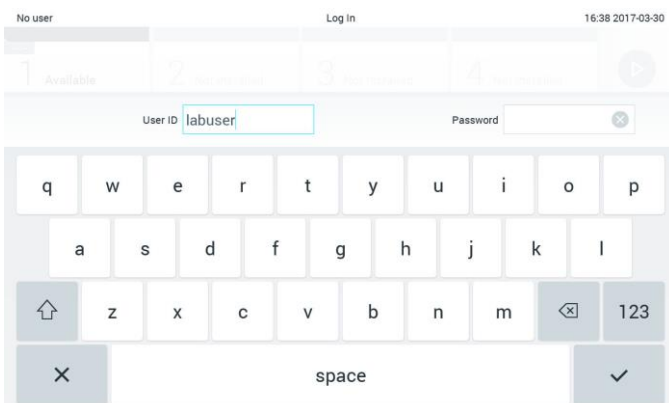 No user Log In 16:38 2017-03-30
1 Available 2 3 4
User ID labuser Password
q w e r t y u i o p
a s d f g h j k l
z x c v b n m 123
space